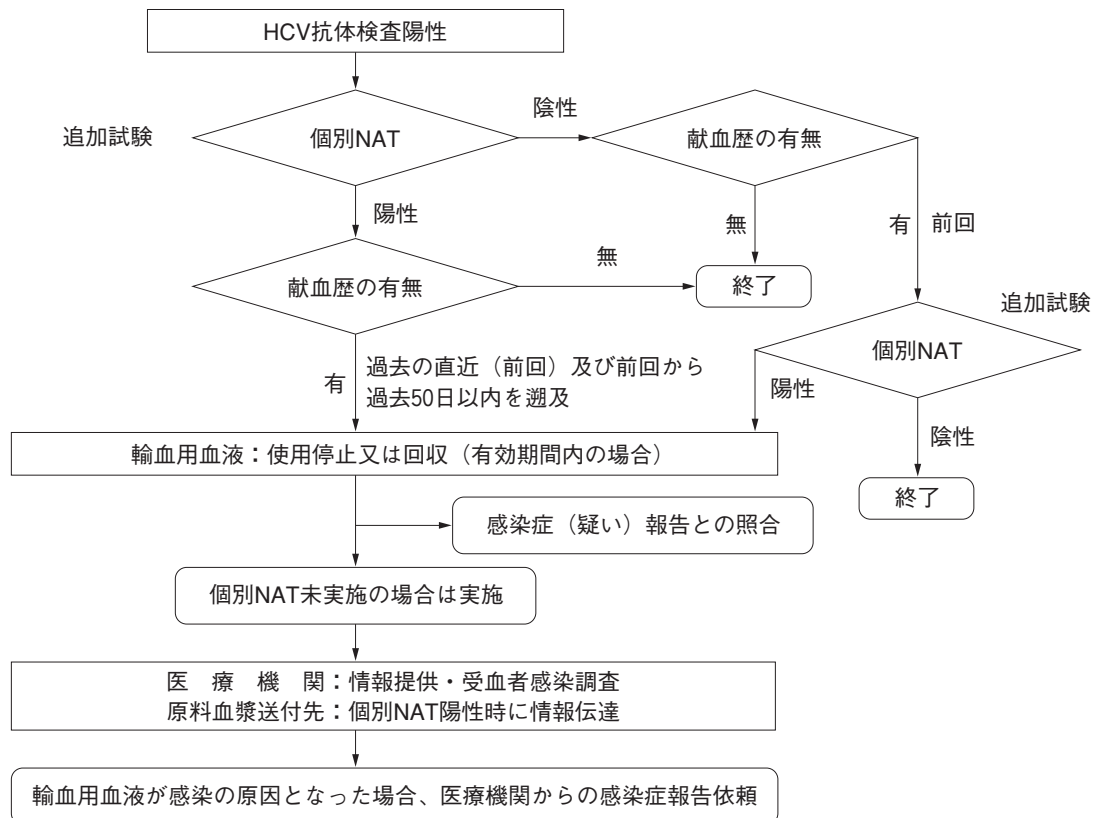 HCV抗体検査陽性
追加試験
個別NAT
陰性
献血歴の有無
陽性
無
有
前回
献血歴の有無
無
終了
追加試験
個別NAT
有
過去の直近（前回）及び前回から
過去50日以内を遡及
陽性
陰性
輸血用血液：使用停止又は回収（有効期間内の場合）
終了
感染症（疑い）報告との照合
個別NAT未実施の場合は実施
医　療　機　関：情報提供・受血者感染調査
原料血漿送付先：個別NAT陽性時に情報伝達
輸血用血液が感染の原因となった場合、医療機関からの感染症報告依頼